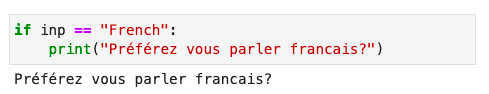 if inp == "French":
    print("Préférez vous parler francais?")
Préférez vous parler francais?